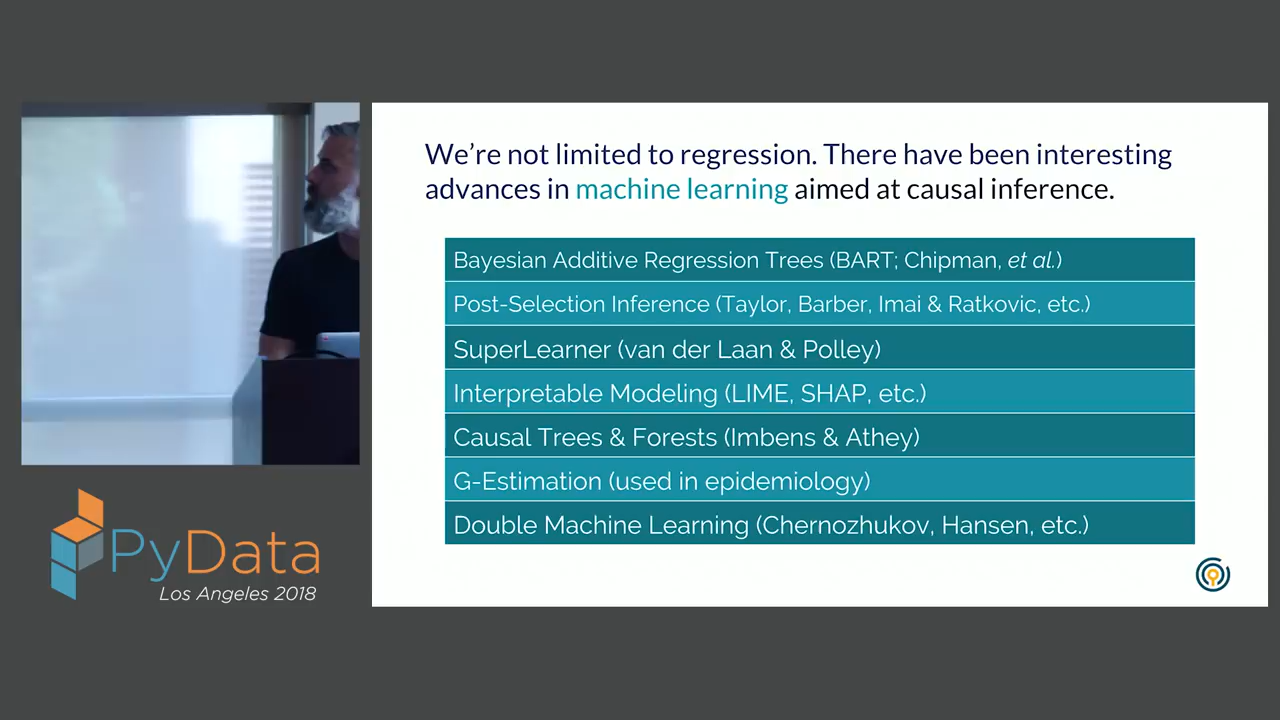 We’re not limited to regression. There have been interesting
advances in machine learning aimed at causal inference.
Bayesian Additive Regression Trees (BART; Chipman, et al.)
Post-Selection Inference (Taylor, Barber, Imai & Ratkovic, etc.)
SuperLearner (van der Laan & Polley)
Interpretable Modeling (LIME, SHAP, etc.)
Causal Trees & Forests (Imbens & Athey)
G-Estimation (used in epidemiology)
Double Machine Learning (Chernozhukov, Hansen, etc.)
PyData
Los Angeles 2018